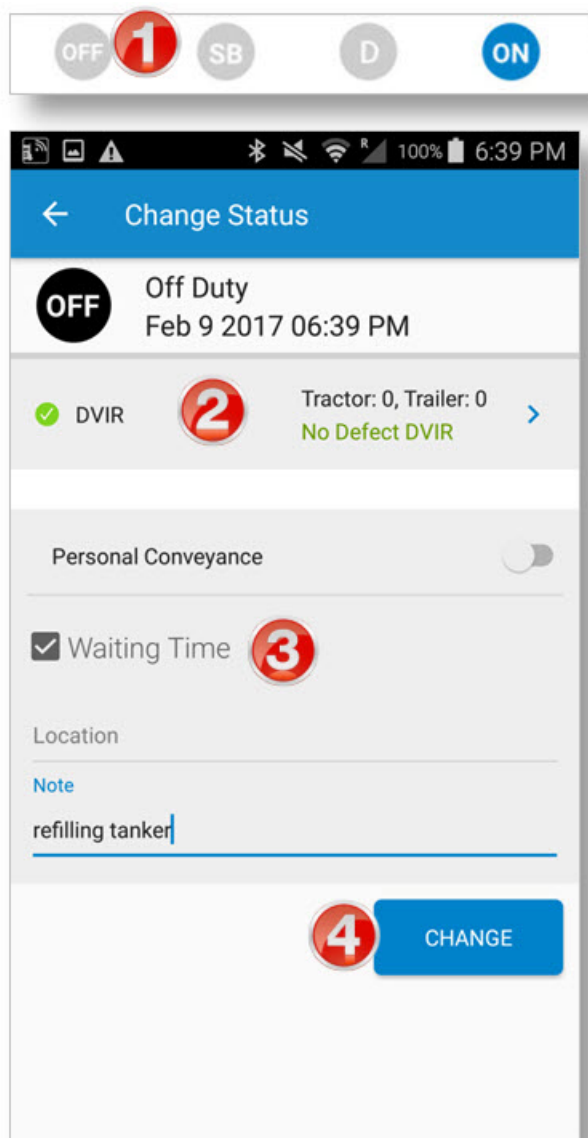 OFF 1 SB D ON
R 100% 6:39 PM
Change Status
OFF Off Duty
Feb 9 2017 06:39 PM
DVIR 2 Tractor: 0, Trailer: 0
No Defect DVIR
Personal Conveyance
Waiting Time 3
Location
Note
refilling tanker
4 CHANGE